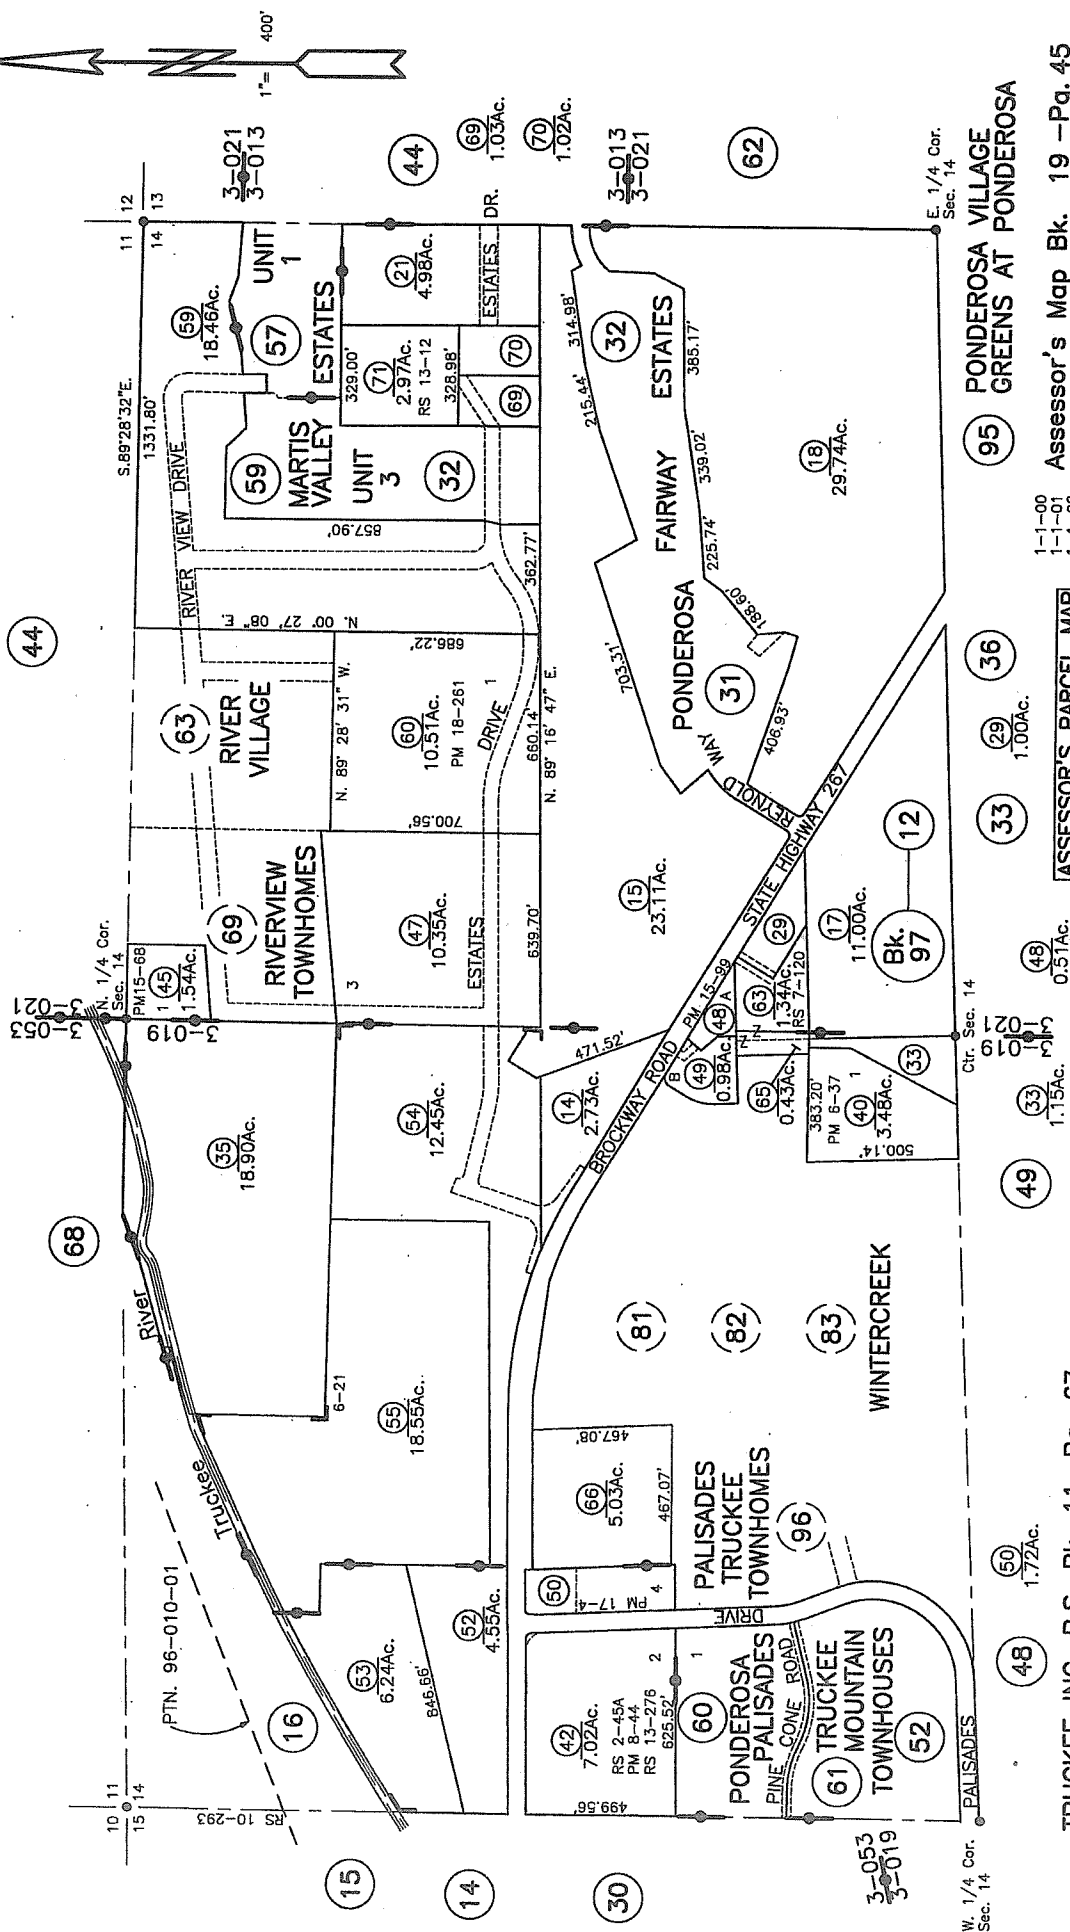 1"= 400'
44
68
10 11
15 14
11 12
14 13
3-021
3-013
3-053
3-021
3-019
N. 1/4 Cor.
Sec. 14
S.89°28'32"E.
1331.80'
PTN. 96-010-01
RS 10-293
16
15
14
30
Truckee
River
35
18.90Ac.
6-21
53
6.24Ac.
846.66'
52
4.55Ac.
55
18.55Ac.
54
12.45Ac.
PM15-68
1
45
1.54Ac.
69
RIVERVIEW
TOWNHOMES
63
RIVER
VILLAGE
RIVER VIEW DRIVE
N. 00° 27' 08" E.
857.90'
59
18.46Ac.
UNIT
1
57
ESTATES
59
MARTIS
VALLEY
UNIT
3
32
329.00'
71
2.97Ac.
RS 13-12
328.98'
69
70
21
4.98Ac.
ESTATES DR.
44
69
1.03Ac.
70
1.02Ac.
3-013
3-021
62
N. 89° 28' 31" W.
60
10.51Ac.
PM 18-261
686.22'
700.56'
DRIVE
1
660.14'
N. 89° 16' 47" E.
362.77'
3
47
10.35Ac.
ESTATES
639.70'
471.52'
14
2.73Ac.
15
23.11Ac.
703.31'
215.44'
314.98'
32
PONDEROSA FAIRWAY ESTATES
385.17'
339.02'
225.74'
188.60'
31
406.93'
REYNOLD WAY
18
29.74Ac.
BROCKWAY ROAD
STATE HIGHWAY 267
PM 15-99
48 A
B
49
0.98Ac.
63
1.34Ac.
RS 7-120
29
65
0.43Ac.
17
11.00Ac.
Bk.
97
12
383.20'
PM 6-37
40
1
3.48Ac.
500.14'
33
81
82
83
WINTERCREEK
467.08'
66
5.03Ac.
467.07'
50
PM 17-4
4
PALISADES
TRUCKEE
TOWNHOMES
96
42
7.02Ac.
2
RS 2-45A
PM 8-44
RS 13-276
625.52'
499.56'
1
60
PONDEROSA
PALISADES
PINE CONE ROAD
DRIVE
61
TRUCKEE
MOUNTAIN
TOWNHOUSES
52
PALISADES
3-053
3-019
W. 1/4 Cor.
Sec. 14
Ctr. Sec. 14
3-021
3-019
E. 1/4 Cor.
Sec. 14
48
50
1.72Ac.
49
33
1.15Ac.
48
0.51Ac.
33
29
1.00Ac.
36
95
PONDEROSA VILLAGE
GREENS AT PONDEROSA
1-1-00
1-1-01
ASSESSOR'S PARCEL MAP
Assessor's Map Bk. 19 -Pg. 45